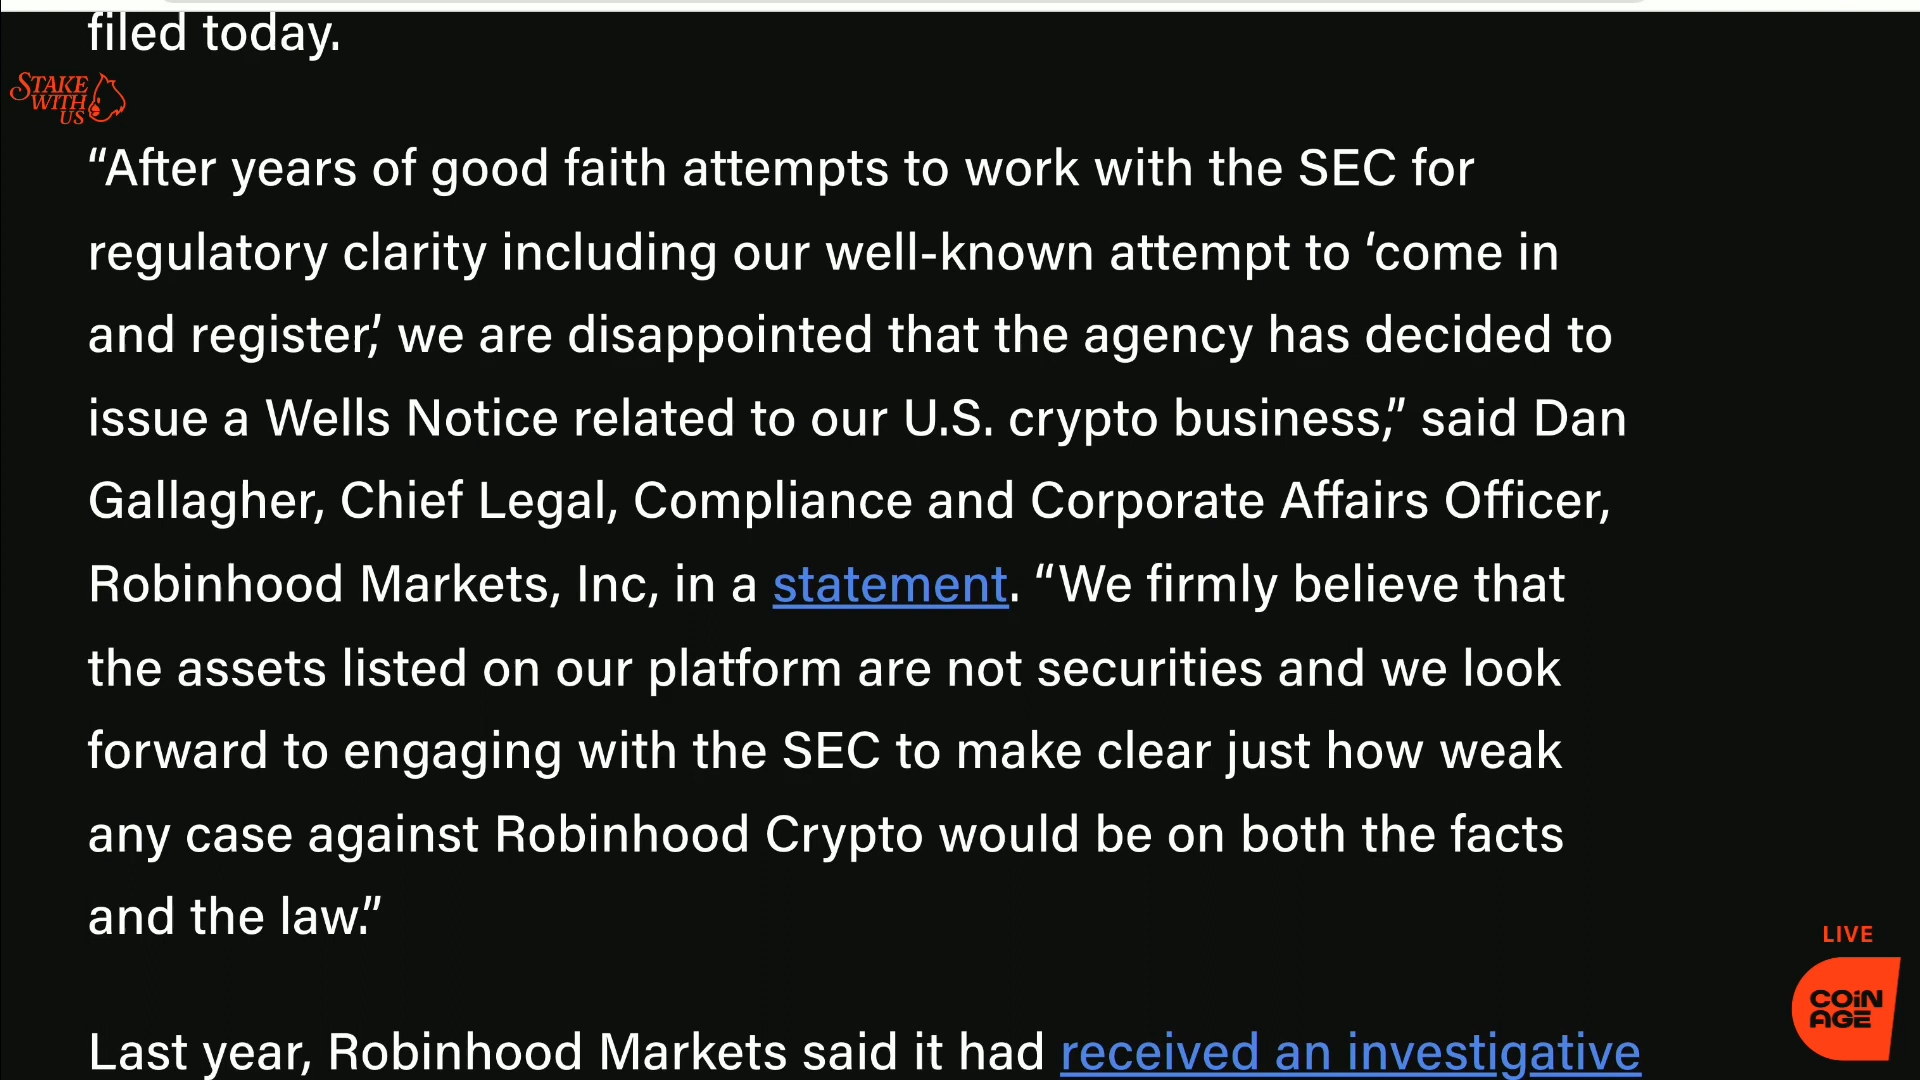 filed today.
STAKE
WITH
US
“After years of good faith attempts to work with the SEC for
regulatory clarity including our well-known attempt to ‘come in
and register,’ we are disappointed that the agency has decided to
issue a Wells Notice related to our U.S. crypto business,” said Dan
Gallagher, Chief Legal, Compliance and Corporate Affairs Officer,
Robinhood Markets, Inc, in a statement. “We firmly believe that
the assets listed on our platform are not securities and we look
forward to engaging with the SEC to make clear just how weak
any case against Robinhood Crypto would be on both the facts
and the law.”
LIVE
COiN
AGE
Last year, Robinhood Markets said it had received an investigative